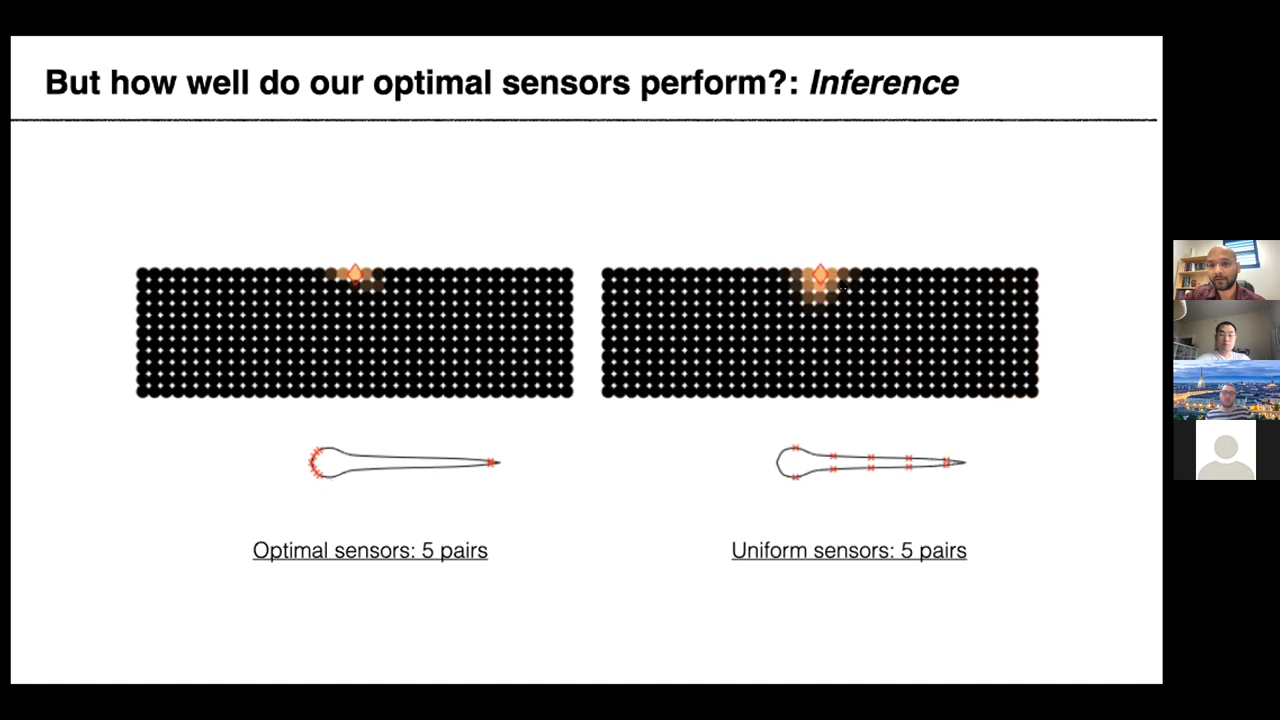 But how well do our optimal sensors perform?: Inference
Optimal sensors: 5 pairs
Uniform sensors: 5 pairs